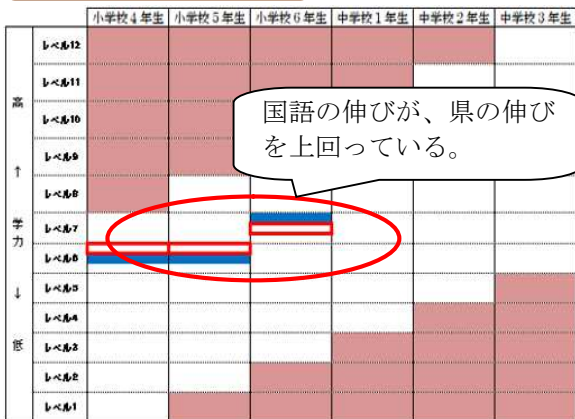 小学校4年生 小学校5年生 小学校6年生 中学校1年生 中学校2年生 中学校3年生
高
↑
学力
↓
低
レベル12
レベル11
レベル10
レベル9
レベル8
レベル7
レベル6
レベル5
レベル4
レベル3
レベル2
レベル1
国語の伸びが、県の伸び
を上回っている。